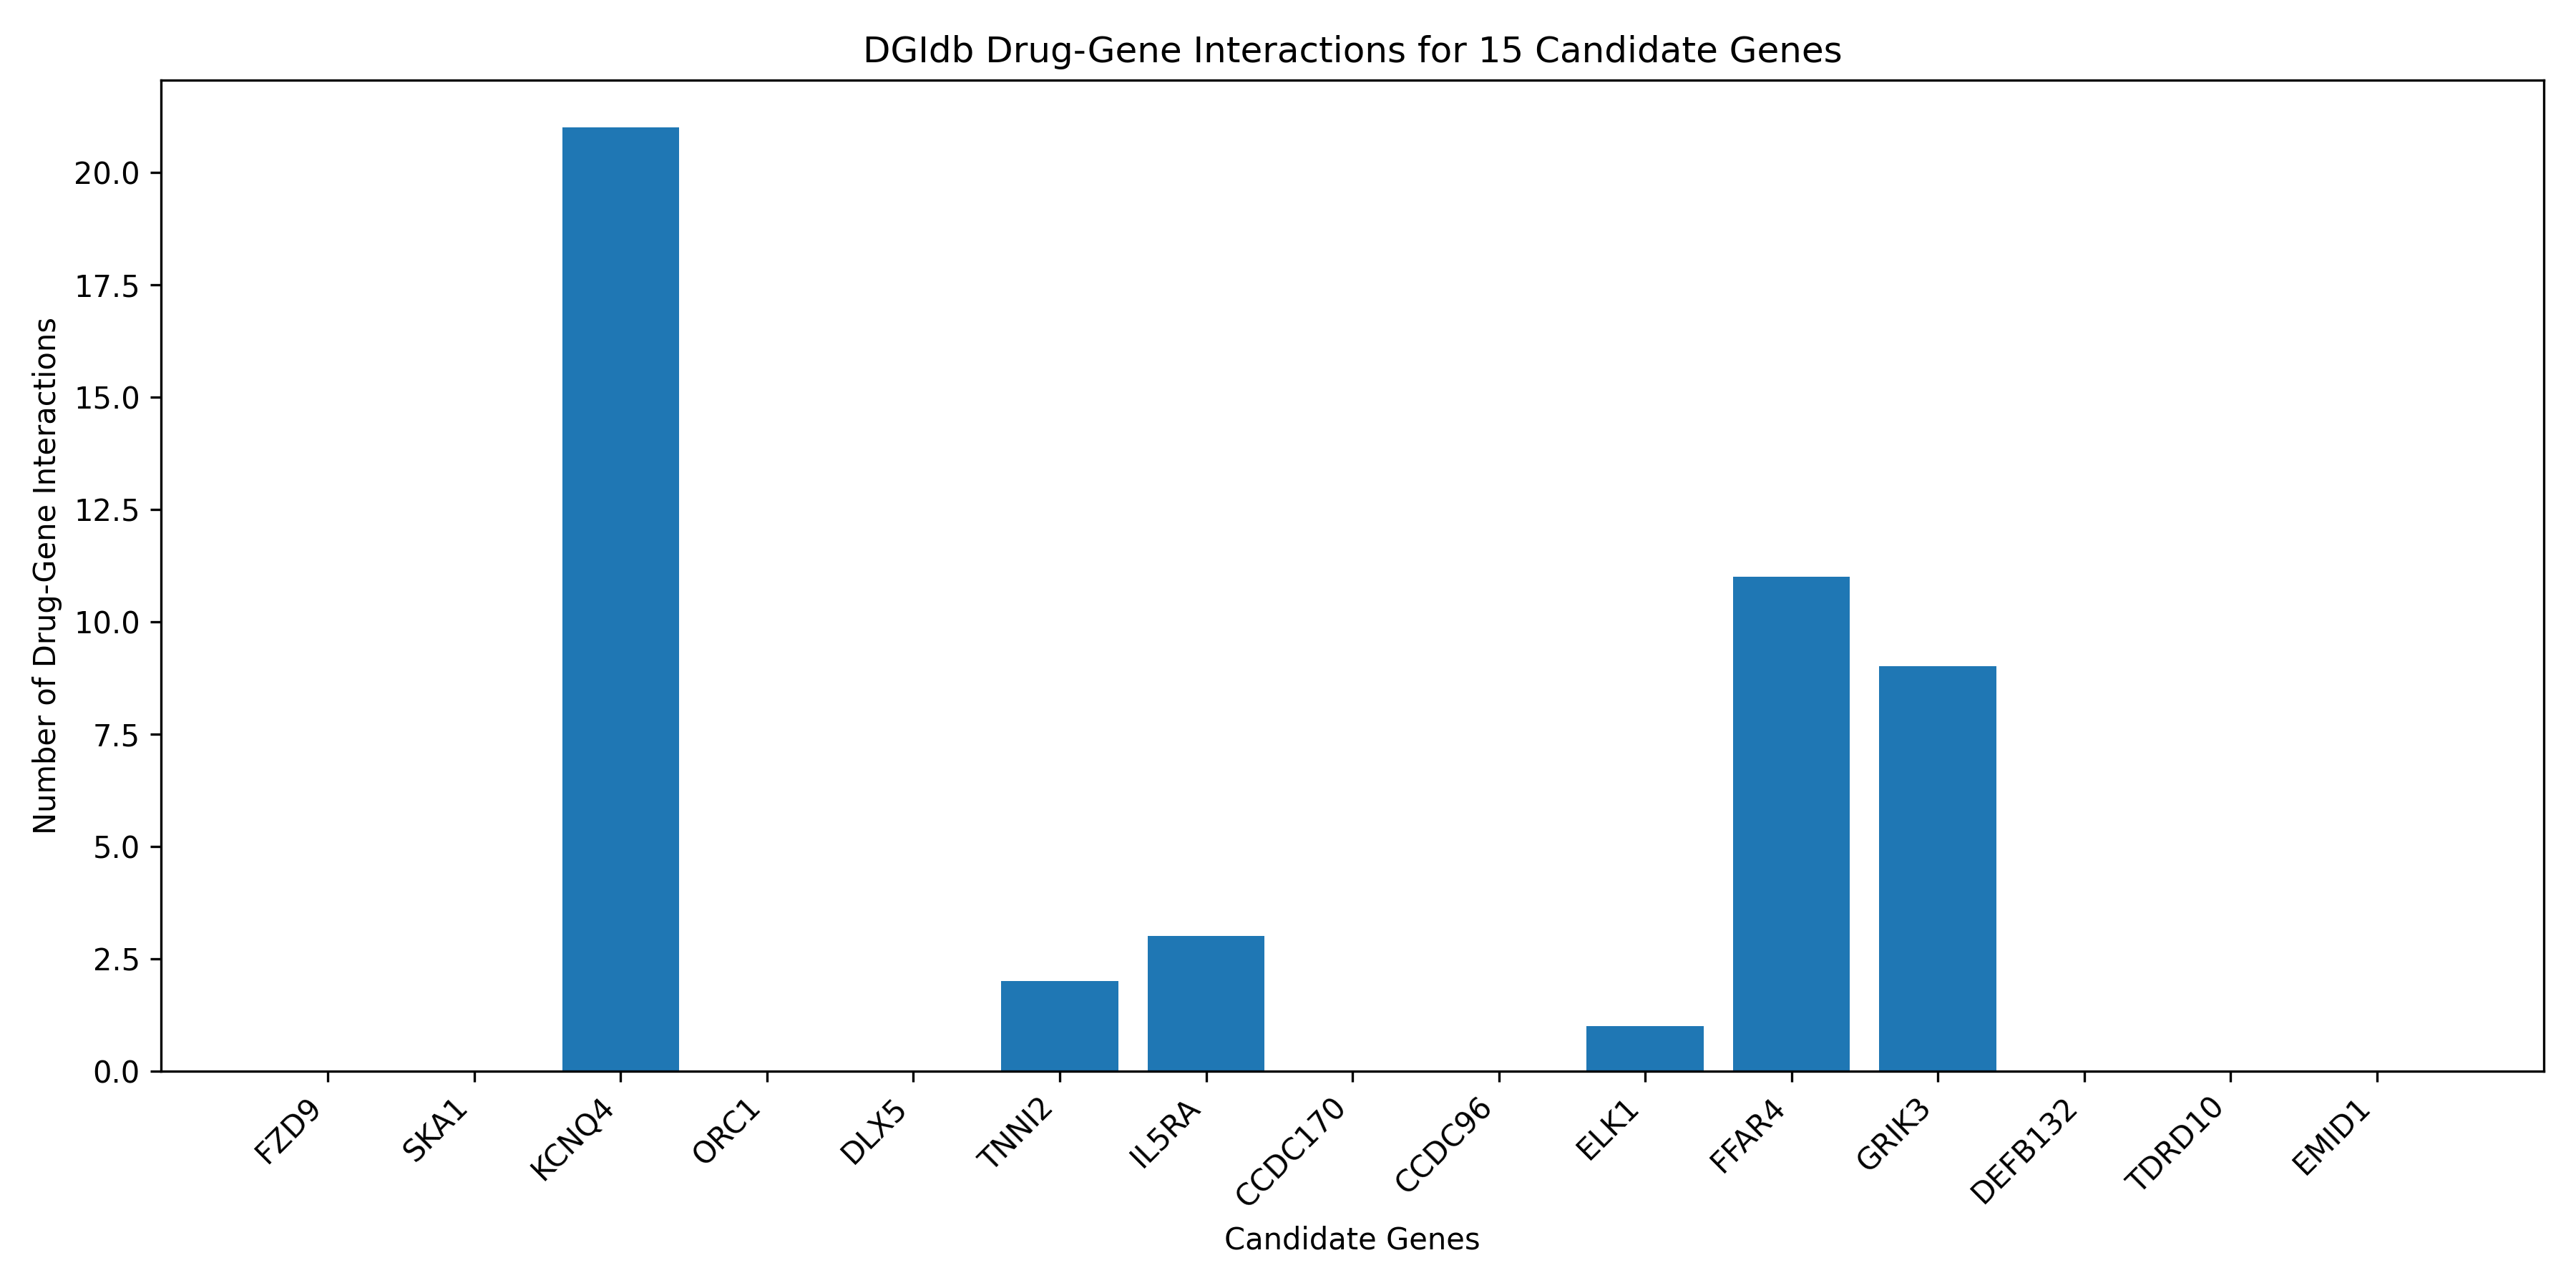 DGIdb Drug-Gene Interactions for 15 Candidate Genes
Number of Drug-Gene Interactions
20.0
17.5
15.0
12.5
10.0
7.5
5.0
2.5
0.0
FZD9
SKA1
KCNQ4
ORC1
DLX5
TNNI2
IL5RA
CCDC170
CCDC96
ELK1
FFAR4
GRIK3
DEFB132
TDRD10
EMID1
Candidate Genes